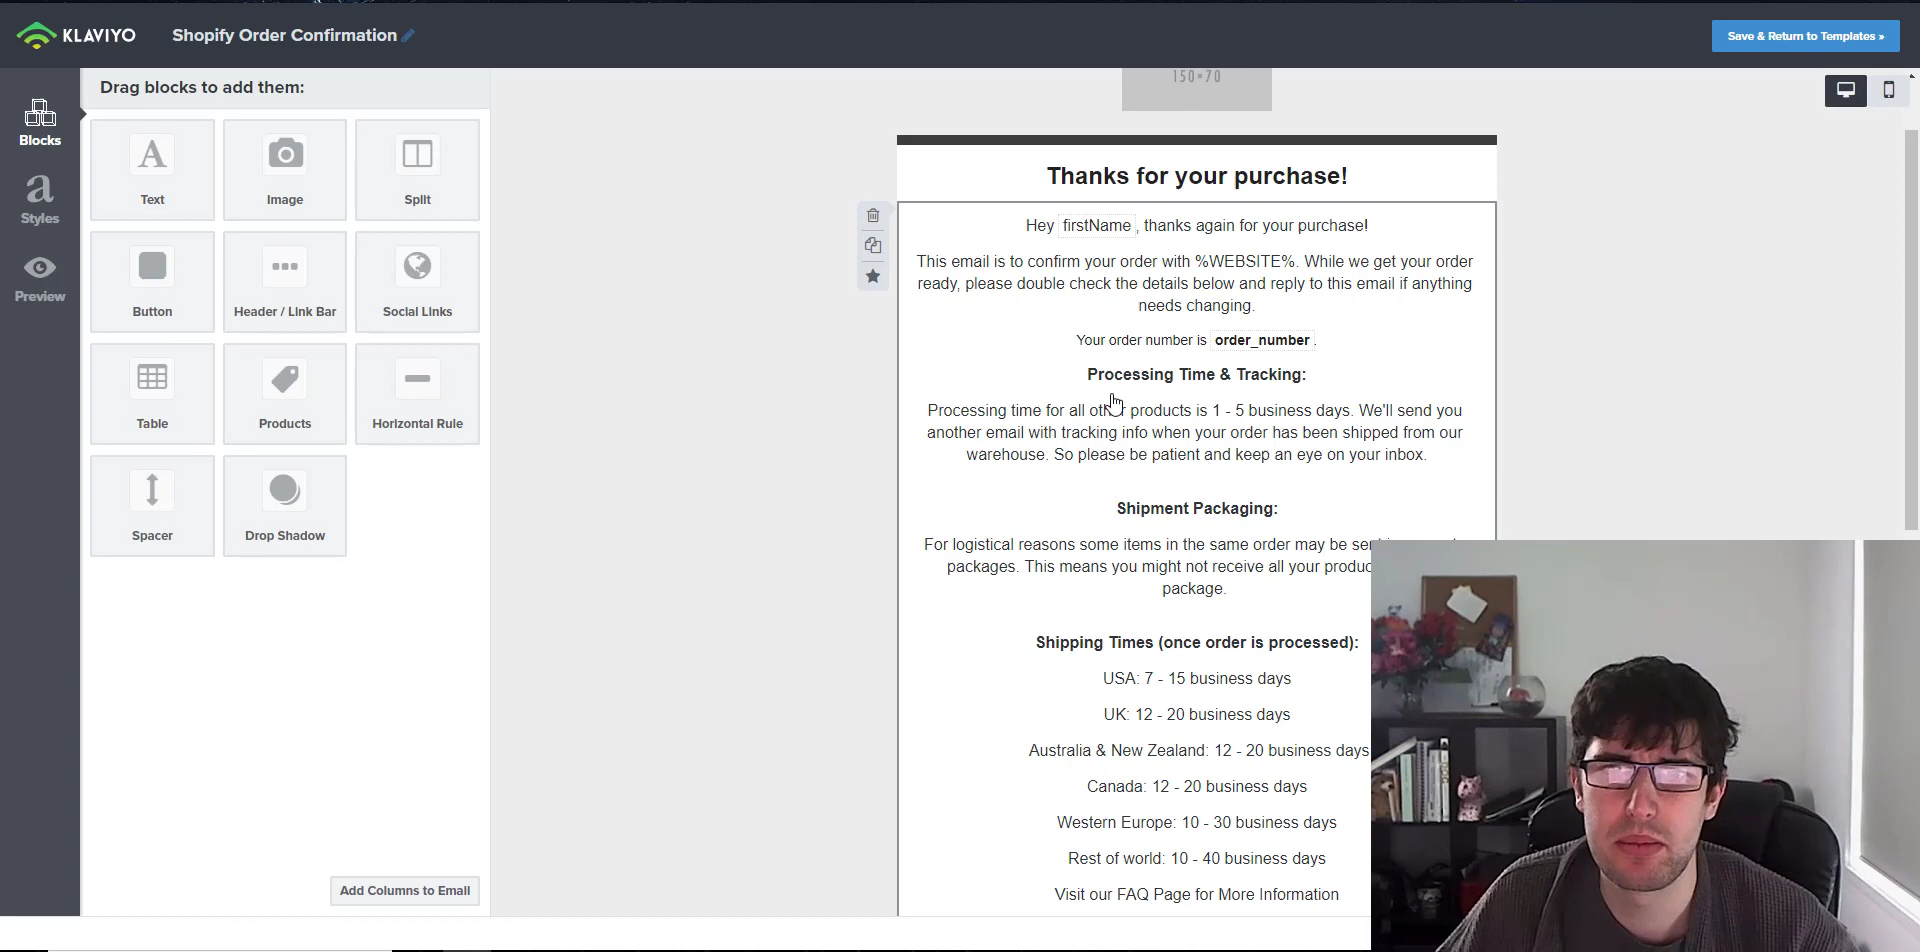 KLAVIYO
Shopify Order Confirmation
Save & Return to Templates »
Drag blocks to add them:
Blocks
Styles
Preview
Text
Image
Split
Button
Header / Link Bar
Social Links
Table
Products
Horizontal Rule
Spacer
Drop Shadow
Add Columns to Email
150×70
Thanks for your purchase!
Hey firstName , thanks again for your purchase!
This email is to confirm your order with %WEBSITE%. While we get your order
ready, please double check the details below and reply to this email if anything
needs changing.
Your order number is order_number .
Processing Time & Tracking:
Processing time for all other products is 1 - 5 business days. We'll send you
another email with tracking info when your order has been shipped from our
warehouse. So please be patient and keep an eye on your inbox.
Shipment Packaging:
For logistical reasons some items in the same order may be
packages. This means you might not receive all your
package.
Shipping Times (once order is processed):
USA: 7 - 15 business days
UK: 12 - 20 business days
Australia & New Zealand: 12 - 20 business days
Canada: 12 - 20 business days
Western Europe: 10 - 30 business days
Rest of world: 10 - 40 business days
Visit our FAQ Page for More Information